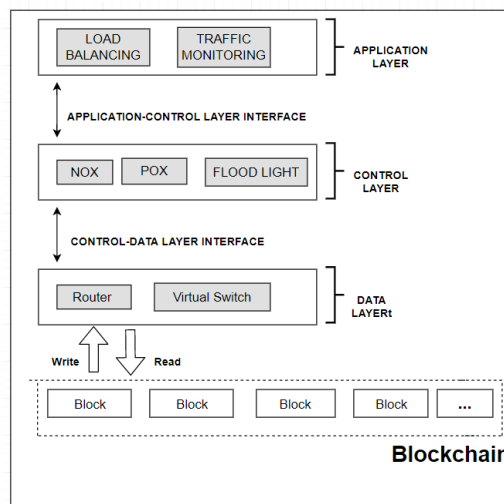 LOAD
BALANCING
TRAFFIC
MONITORING
APPLICATION
LAYER
APPLICATION-CONTROL LAYER INTERFACE
NOX
POX
FLOOD LIGHT
CONTROL
LAYER
CONTROL-DATA LAYER INTERFACE
Router
Virtual Switch
DATA
LAYERt
Write
Read
Block
Block
Block
Block
...
Blockchain